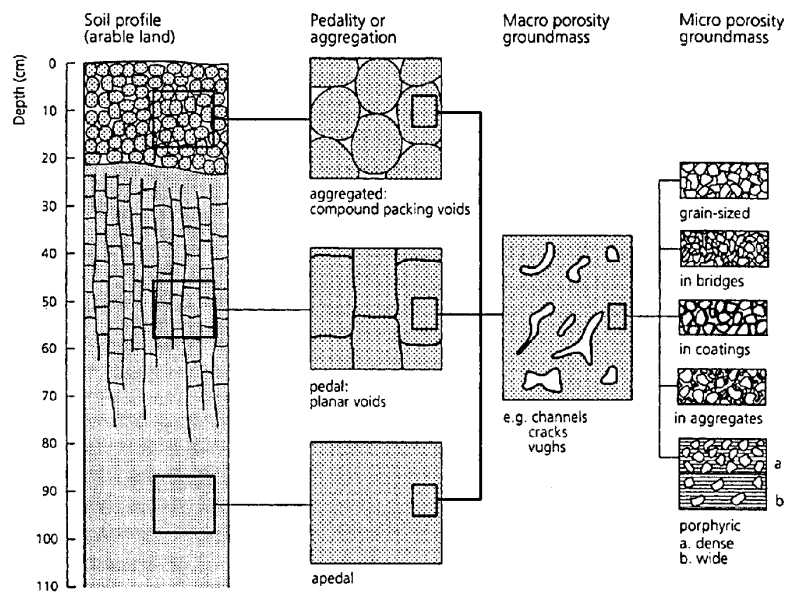 Soil profile
(arable land)
Pedality or
aggregation
Macro porosity
groundmass
Micro porosity
groundmass
Depth (cm)
0
10
20
30
40
50
60
70
80
90
100
110
aggregated:
compound packing voids
pedal:
planar voids
apedal
e.g. channels
cracks
vughs
grain-sized
in bridges
in coatings
in aggregates
a
b
porphyric
a. dense
b. wide